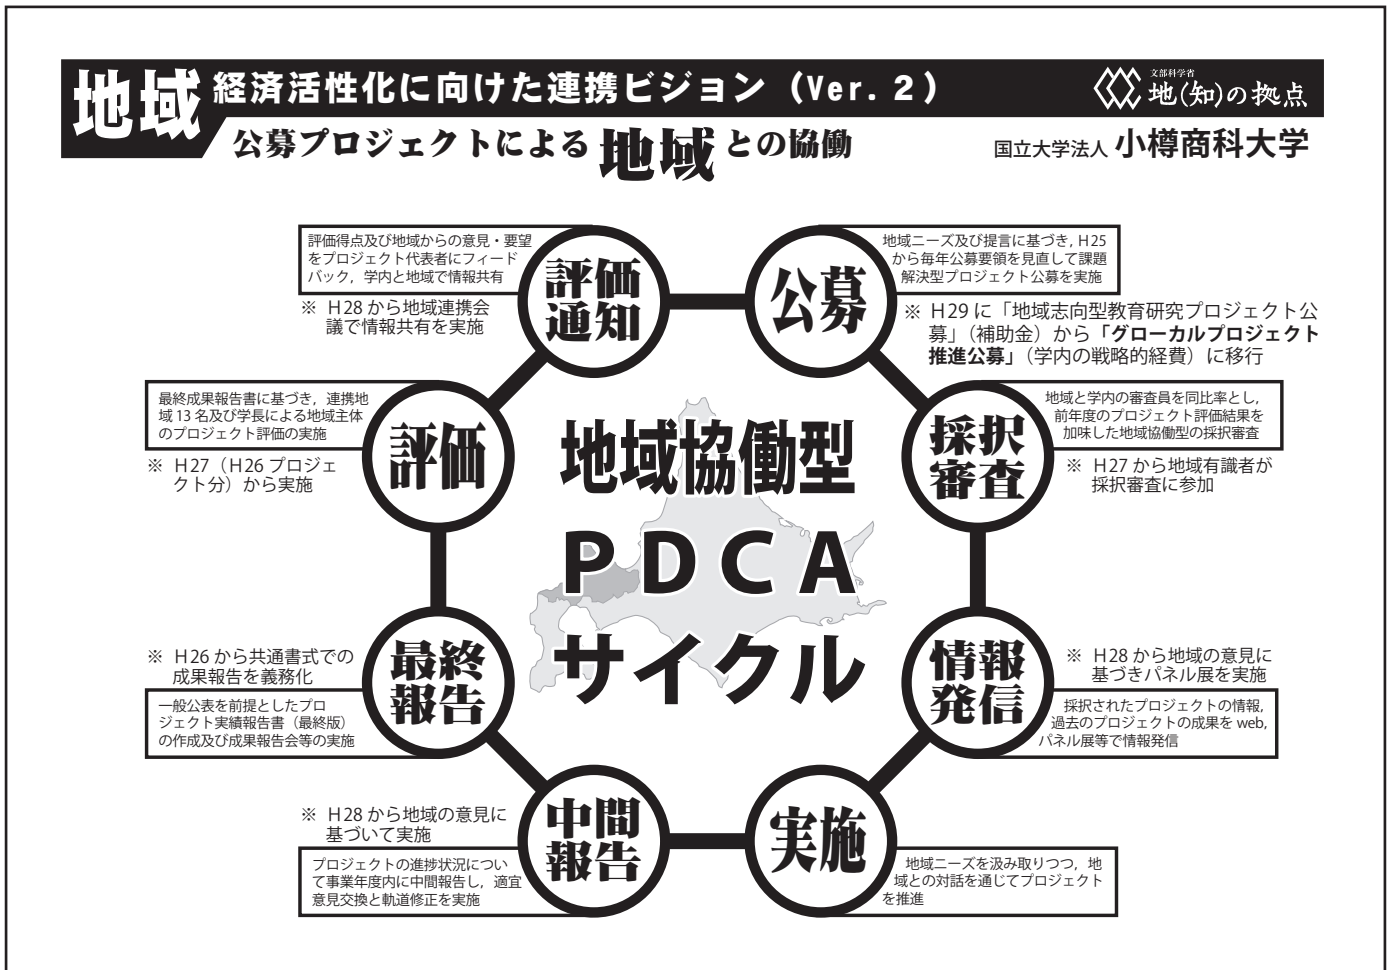 地域 経済活性化に向けた連携ビジョン（Ver. 2）
文部科学省
地(知)の拠点
公募プロジェクトによる 地域 との協働
国立大学法人 小樽商科大学
評価得点及び地域からの意見・要望
をプロジェクト代表者にフィード
バック，学内と地域で情報共有
※ H28 から地域連携会
議で情報共有を実施
評価
通知
公募
地域ニーズ及び提言に基づき，H25
から毎年公募要領を見直して課題
解決型プロジェクト公募を実施
※ H29 に「地域志向型教育研究プロジェクト公
募」（補助金）から「グローカルプロジェクト
推進公募」（学内の戦略的経費）に移行
最終成果報告書に基づき，連携地
域 13 名及び学長による地域主体
のプロジェクト評価の実施
※ H27（H26 プロジェ
クト分）から実施
評価
採択
審査
地域と学内の審査員を同比率とし，
前年度のプロジェクト評価結果を
加味した地域協働型の採択審査
※ H27 から地域有識者が
採択審査に参加
地域協働型
PDCA
サイクル
※ H26 から共通書式での
成果報告を義務化
一般公表を前提としたプロ
ジェクト実績報告書（最終版）
の作成及び成果報告会等の実施
最終
報告
情報
発信
※ H28 から地域の意見に
基づきパネル展を実施
採択されたプロジェクトの情報，
過去のプロジェクトの成果を web，
パネル展等で情報発信
※ H28 から地域の意見に
基づいて実施
プロジェクトの進捗状況につい
て事業年度内に中間報告し，適宜
意見交換と軌道修正を実施
中間
報告
実施
地域ニーズを汲み取りつつ，地
域との対話を通じてプロジェクト
を推進